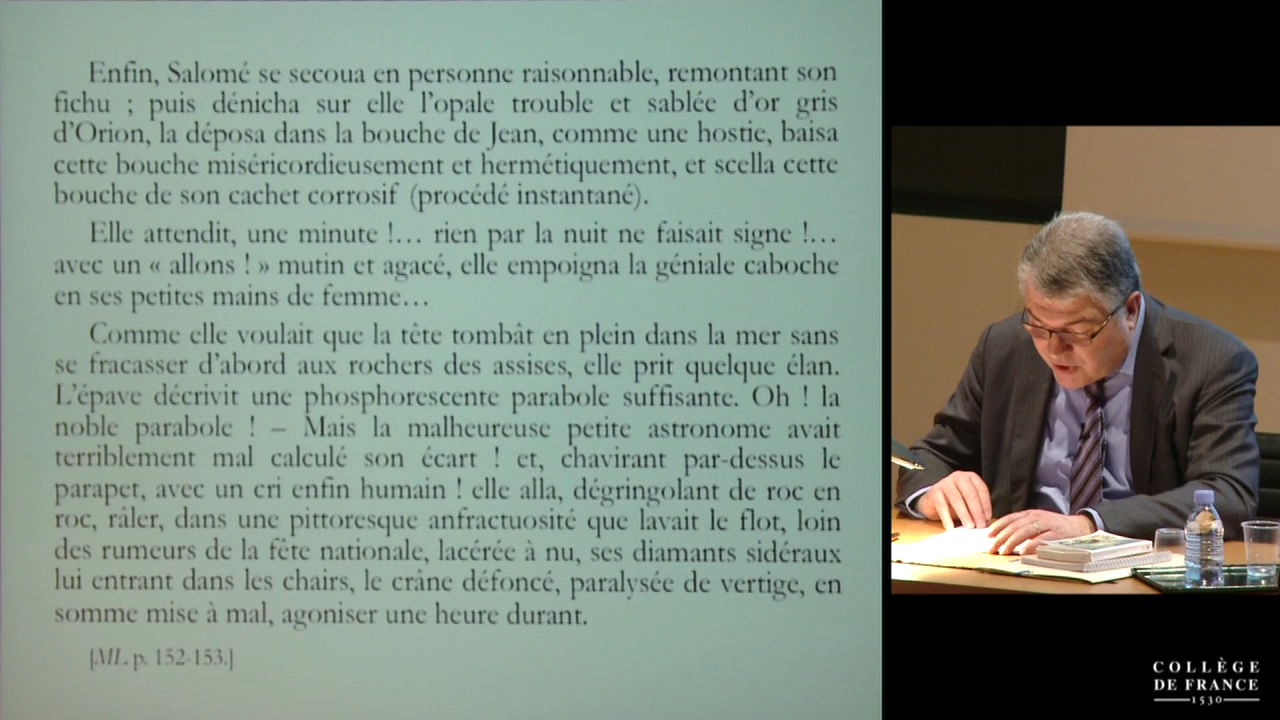 Enfin, Salomé se secoua en personne raisonnable, remontant son
fichu ; puis dénicha sur elle l'opale trouble et sablée d'or gris
d'Orion, la déposa dans la bouche de Jean, comme une hostie, baisa
cette bouche miséricordieusement et hermétiquement, et scella cette
bouche de son cachet corrosif (procédé instantané).
Elle attendit, une minute !… rien par la nuit ne faisait signe !…
avec un « allons ! » mutin et agacé, elle empoigna la géniale caboche
en ses petites mains de femme…
Comme elle voulait que la tête tombât en plein dans la mer sans
se fracasser d'abord aux rochers des assises, elle prit quelque élan.
L'épave décrivit une phosphorescente parabole suffisante. Oh ! la
noble parabole ! – Mais la malheureuse petite astronome avait
terriblement mal calculé son écart ! et, chavirant par-dessus le
parapet, avec un cri enfin humain ! elle alla, dégringolant de roc en
roc, râler, dans une pittoresque anfractuosité que lavait le flot, loin
des rumeurs de la fête nationale, lacérée à nu, ses diamants sidéraux
lui entrant dans les chairs, le crâne défoncé, paralysée de vertige, en
somme mise à mal, agoniser une heure durant.
[ML p. 152-153.]
COLLÈGE
DE FRANCE
1530